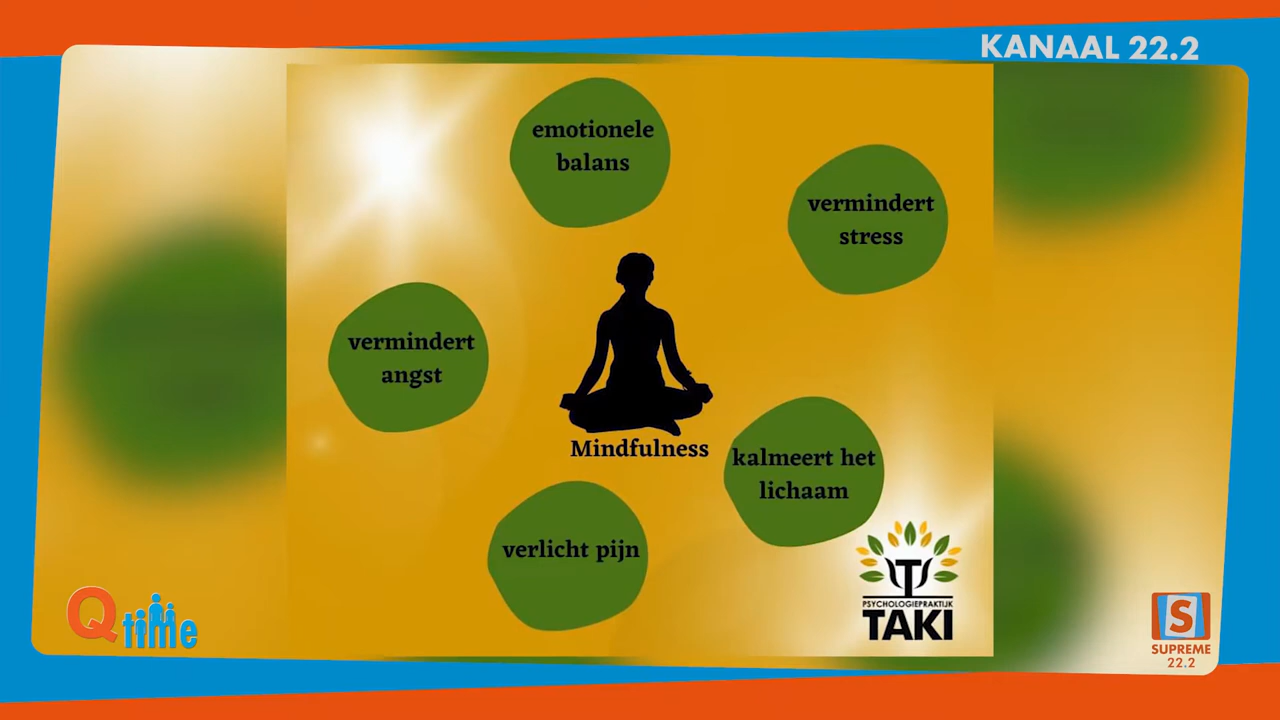 KANAAL 22.2
emotionele
balans
vermindert
stress
vermindert
angst
Mindfulness
kalmeert het
lichaam
verlicht pijn
PSYCHOLOGIEPRAKTIJK
TAKI
Q time
S
SUPREME
22.2